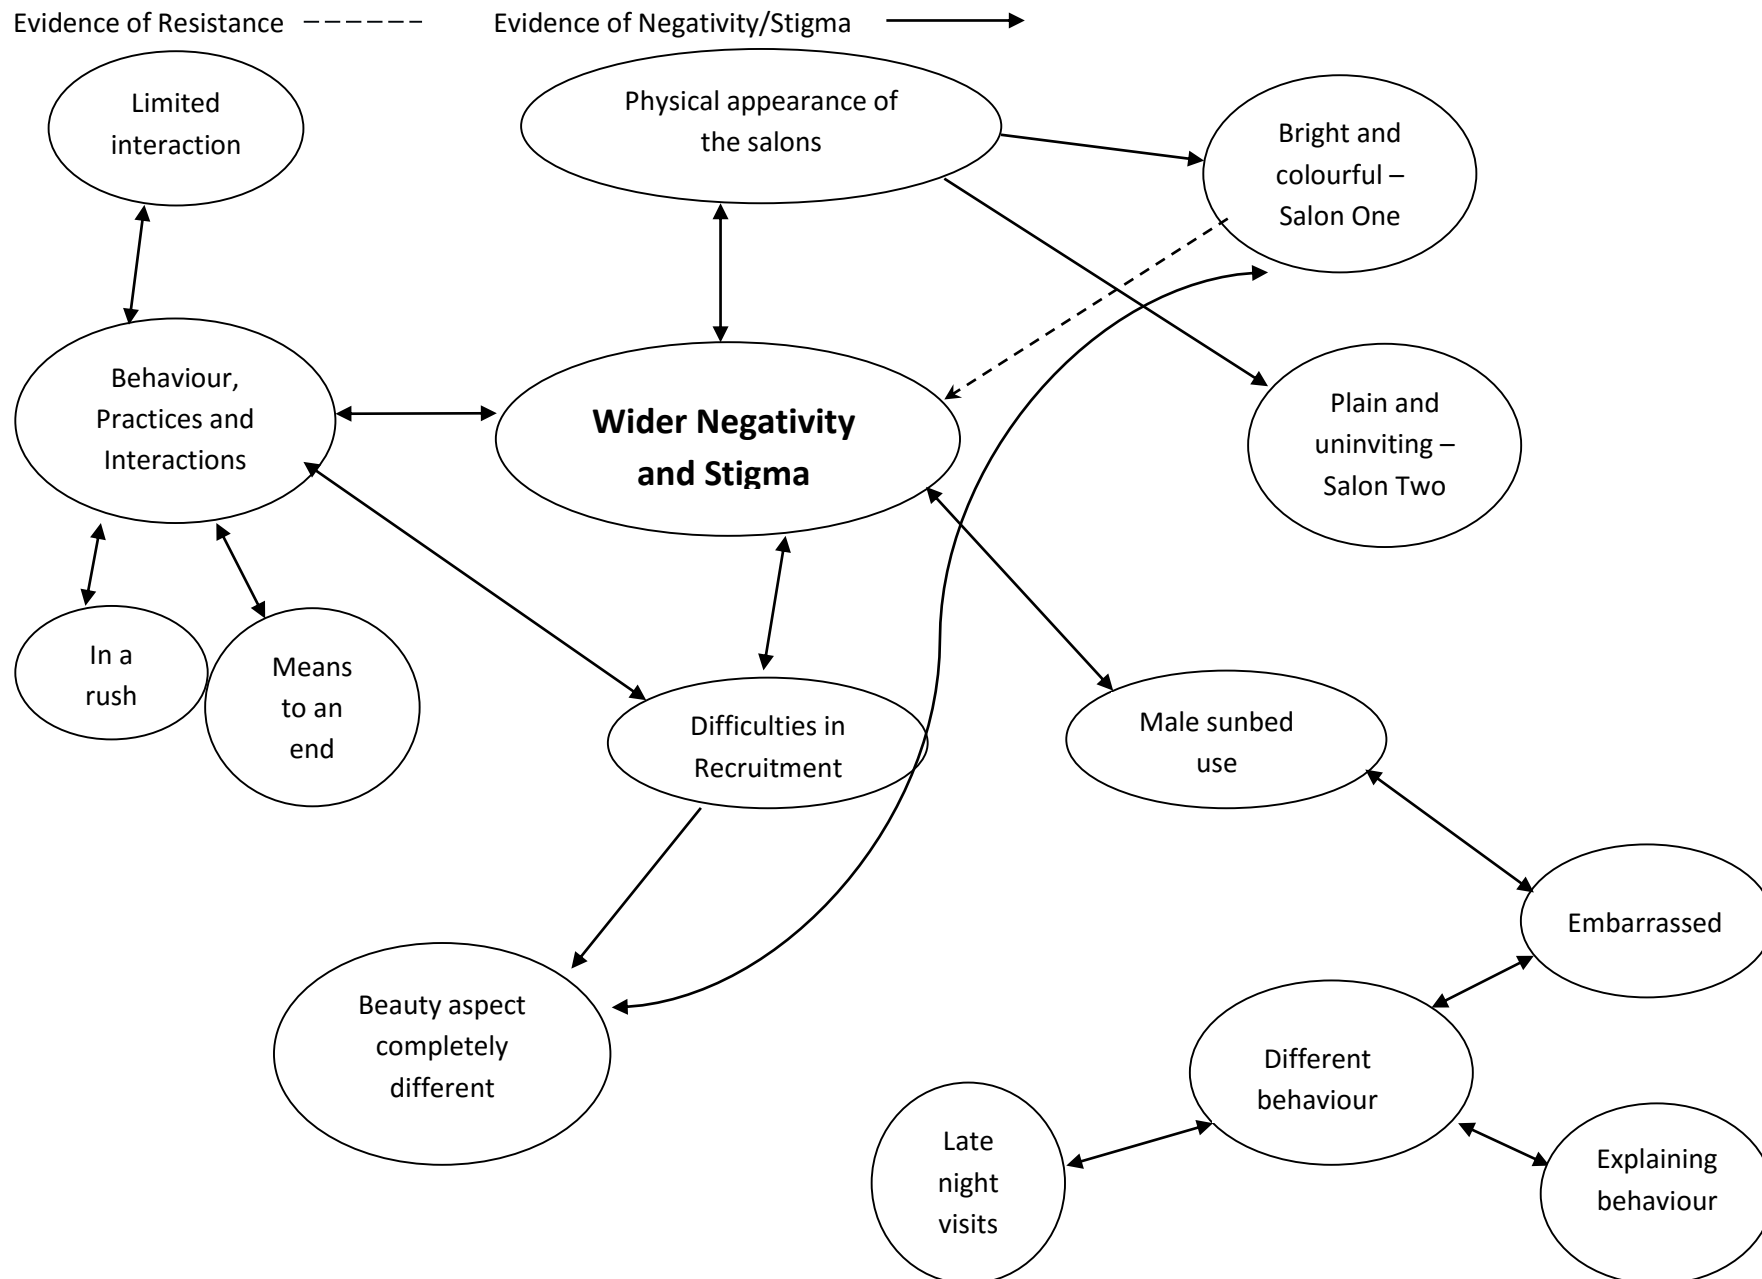 Evidence of Resistance
Evidence of Negativity/Stigma
Limited
interaction
Physical appearance of
the salons
Bright and
colourful –
Salon One
Behaviour,
Practices and
Interactions
Wider Negativity
and Stigma
Plain and
uninviting –
Salon Two
In a
rush
Means
to an
end
Difficulties in
Recruitment
Male sunbed
use
Embarrassed
Beauty aspect
completely
different
Different
behaviour
Late
night
visits
Explaining
behaviour